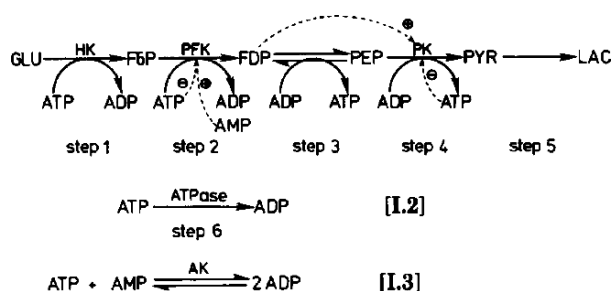 HK PFK ⊕ PK
GLU F6P FDP PEP PYR LAC
⊖ ⊕ ⊖
ATP ADP ATP ADP ADP ATP ADP ATP
AMP
step 1 step 2 step 3 step 4 step 5
ATP ATPase ADP [I.2]
step 6
ATP + AMP AK 2 ADP [I.3]